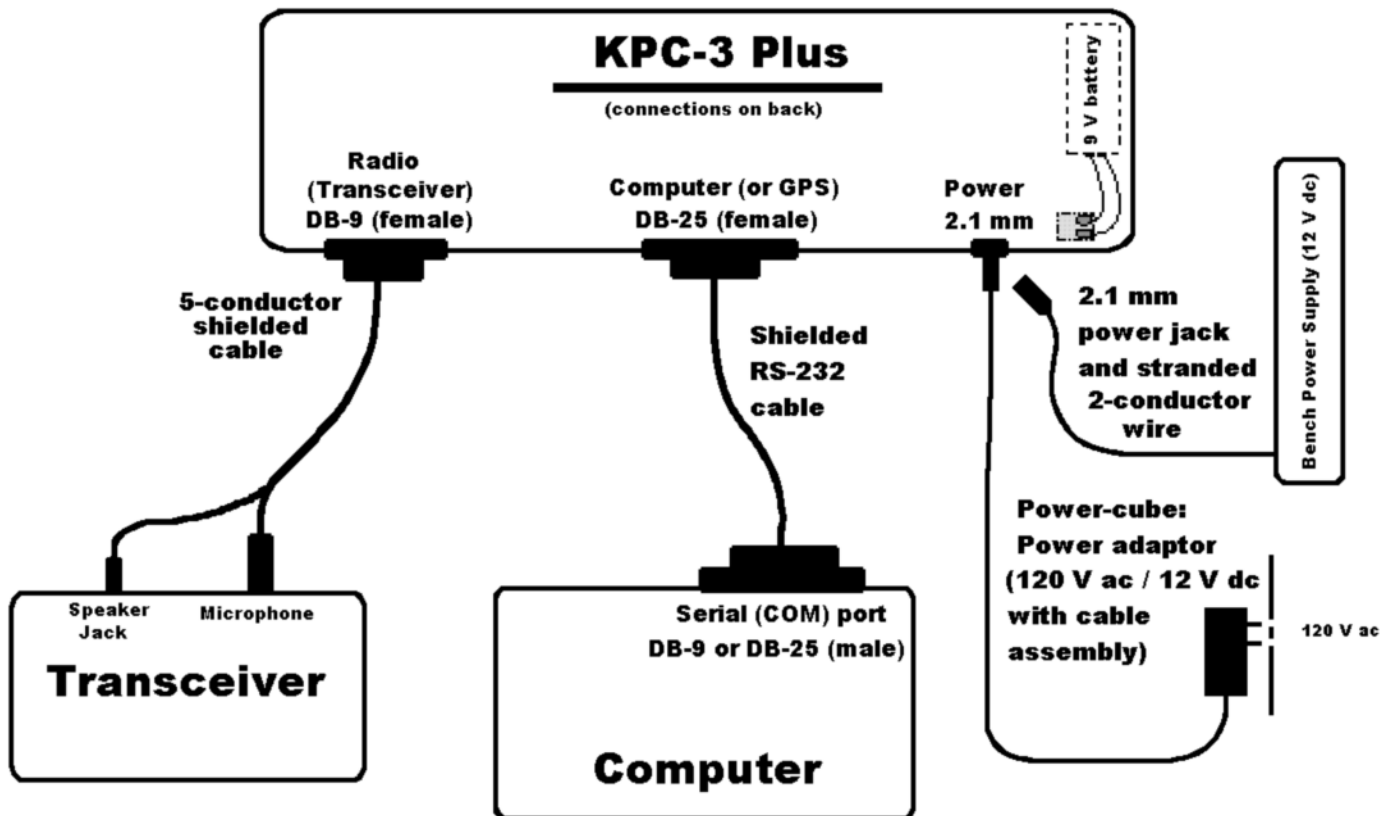 KPC-3 Plus
(connections on back)
9 V battery
Radio
(Transceiver)
DB-9 (female)
Computer (or GPS)
DB-25 (female)
Power
2.1 mm
5-conductor
shielded
cable
Shielded
RS-232
cable
2.1 mm
power jack
and stranded
2-conductor
wire
Bench Power Supply (12 V dc)
Power-cube:
Power adaptor
(120 V ac / 12 V dc
with cable
assembly)
120 V ac
Speaker
Jack
Microphone
Transceiver
Serial (COM) port
DB-9 or DB-25 (male)
Computer